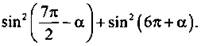 sin²(7π/2 − α) + sin²(6π + α).